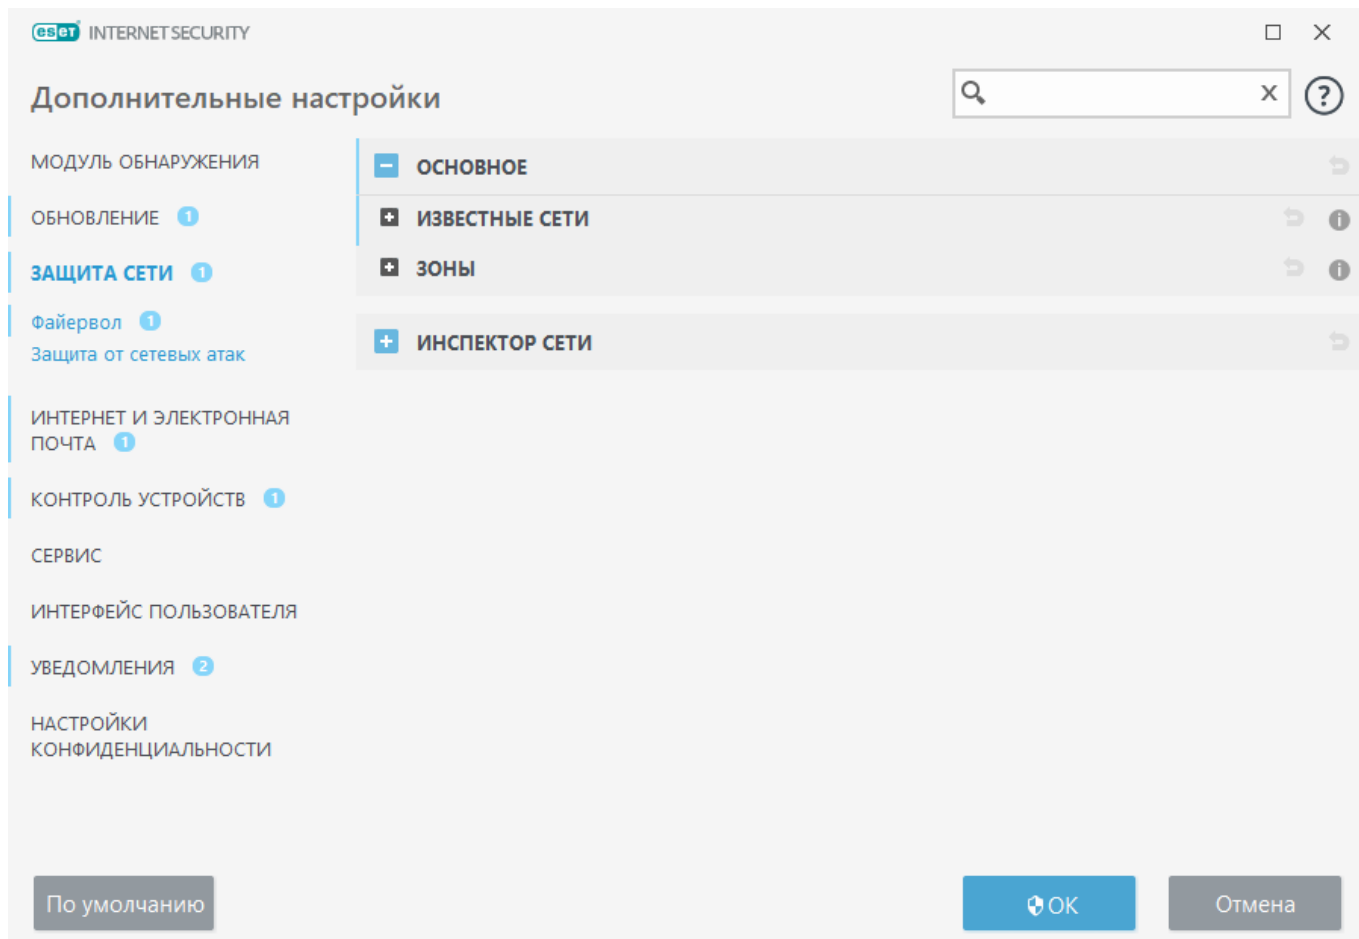 eset INTERNET SECURITY
Дополнительные настройки
X
?
МОДУЛЬ ОБНАРУЖЕНИЯ
ОБНОВЛЕНИЕ 1
ЗАЩИТА СЕТИ 1
Файервол 1
Защита от сетевых атак
ИНТЕРНЕТ И ЭЛЕКТРОННАЯ
ПОЧТА 1
КОНТРОЛЬ УСТРОЙСТВ 1
СЕРВИС
ИНТЕРФЕЙС ПОЛЬЗОВАТЕЛЯ
УВЕДОМЛЕНИЯ 2
НАСТРОЙКИ
КОНФИДЕНЦИАЛЬНОСТИ
ОСНОВНОЕ
ИЗВЕСТНЫЕ СЕТИ
ЗОНЫ
ИНСПЕКТОР СЕТИ
По умолчанию
ОК
Отмена